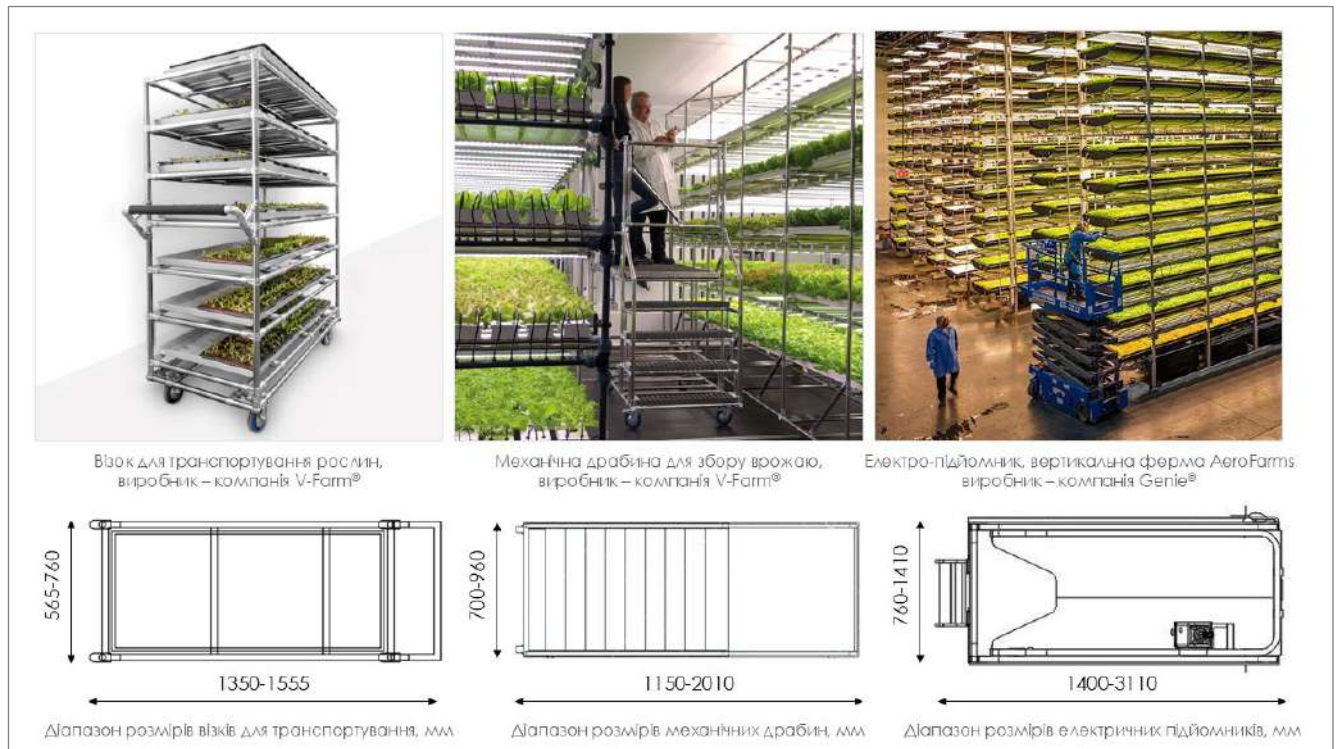 Візок для транспортування рослин,
виробник – компанія V-Farm®
Механічна драбина для збору врожаю,
виробник – компанія V-Farm®
Електро-підйомник, вертикальна ферма AeroFarms
виробник – компанія Genie®
565-760
1350-1555
Діапазон розмірів візків для транспортування, мм
700-960
1150-2010
Діапазон розмірів механічних драбин, мм
760-1410
1400-3110
Діапазон розмірів електричних підйомників, мм